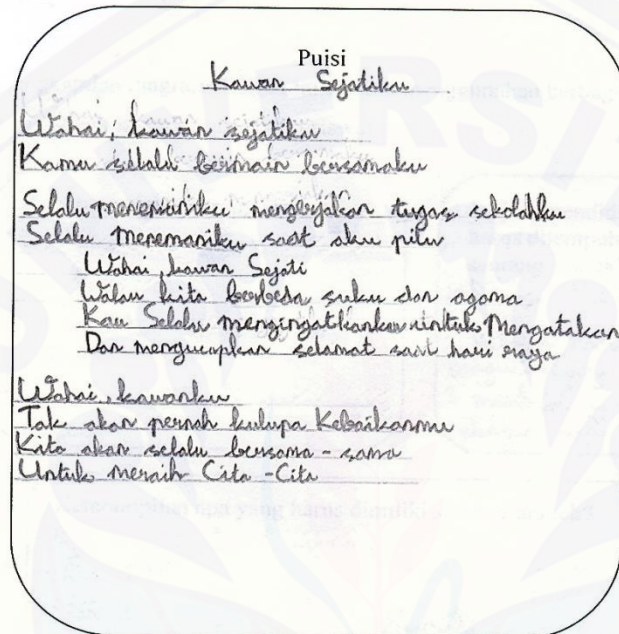 Puisi
Kawan Sejatiku
Wahai, kawan sejatiku
Kamu selalu bermain bersamaku
Selalu menemaniku mengerjakan tugas sekolahku
Selalu menemaniku saat aku pilu
Wahai, kawan Sejati
Walau kita berbeda suku dan agama
Kau Selalu mengingatkanku untuk Mengatakan
Dan mengucapkan selamat saat hari raya
Wahai, kawanku
Tak akan pernah kulupa Kebaikanmu
Kita akan selalu bersama - sama
Untuk meraih Cita - Cita